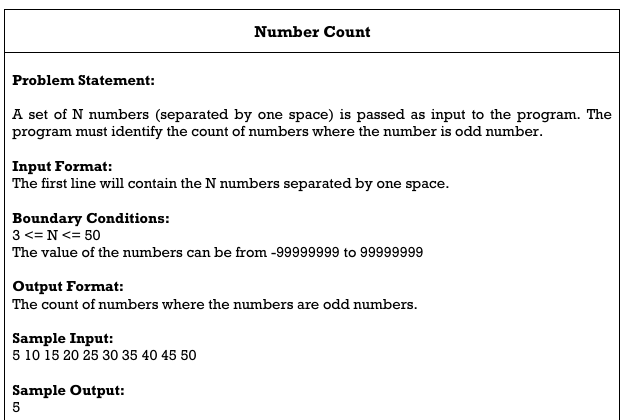 Number Count
Problem Statement:
A set of N numbers (separated by one space) is passed as input to the program. The
program must identify the count of numbers where the number is odd number.
Input Format:
The first line will contain the N numbers separated by one space.
Boundary Conditions:
3 <= N <= 50
The value of the numbers can be from -99999999 to 99999999
Output Format:
The count of numbers where the numbers are odd numbers.
Sample Input:
5 10 15 20 25 30 35 40 45 50
Sample Output:
5